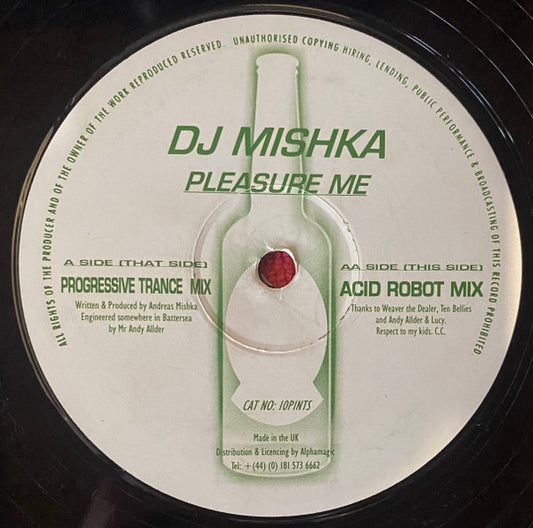 ALL RIGHTS OF THE PRODUCER AND OF THE OWNER OF THE WORK REPRODUCED RESERVED. UNAUTHORISED COPYING HIRING, LENDING, PUBLIC PERFORMANCE & BROADCASTING OF THIS RECORD PROHIBITED
DJ MISHKA
PLEASURE ME
A SIDE (THAT SIDE)
PROGRESSIVE TRANCE MIX
Written & Produced by Andreas Mishka
Engineered somewhere in Battersea
by Mr Andy Allder
AA SIDE (THIS SIDE)
ACID ROBOT MIX
Thanks to Weaver the Dealer, Ten Bellies
and Andy Allder & Lucy.
Respect to my kids. C.C.
CAT NO: 10PINTS
Made in the UK
Distribution & Licencing by Alphamagic
Tel: +(44) (0) 181 573 6662